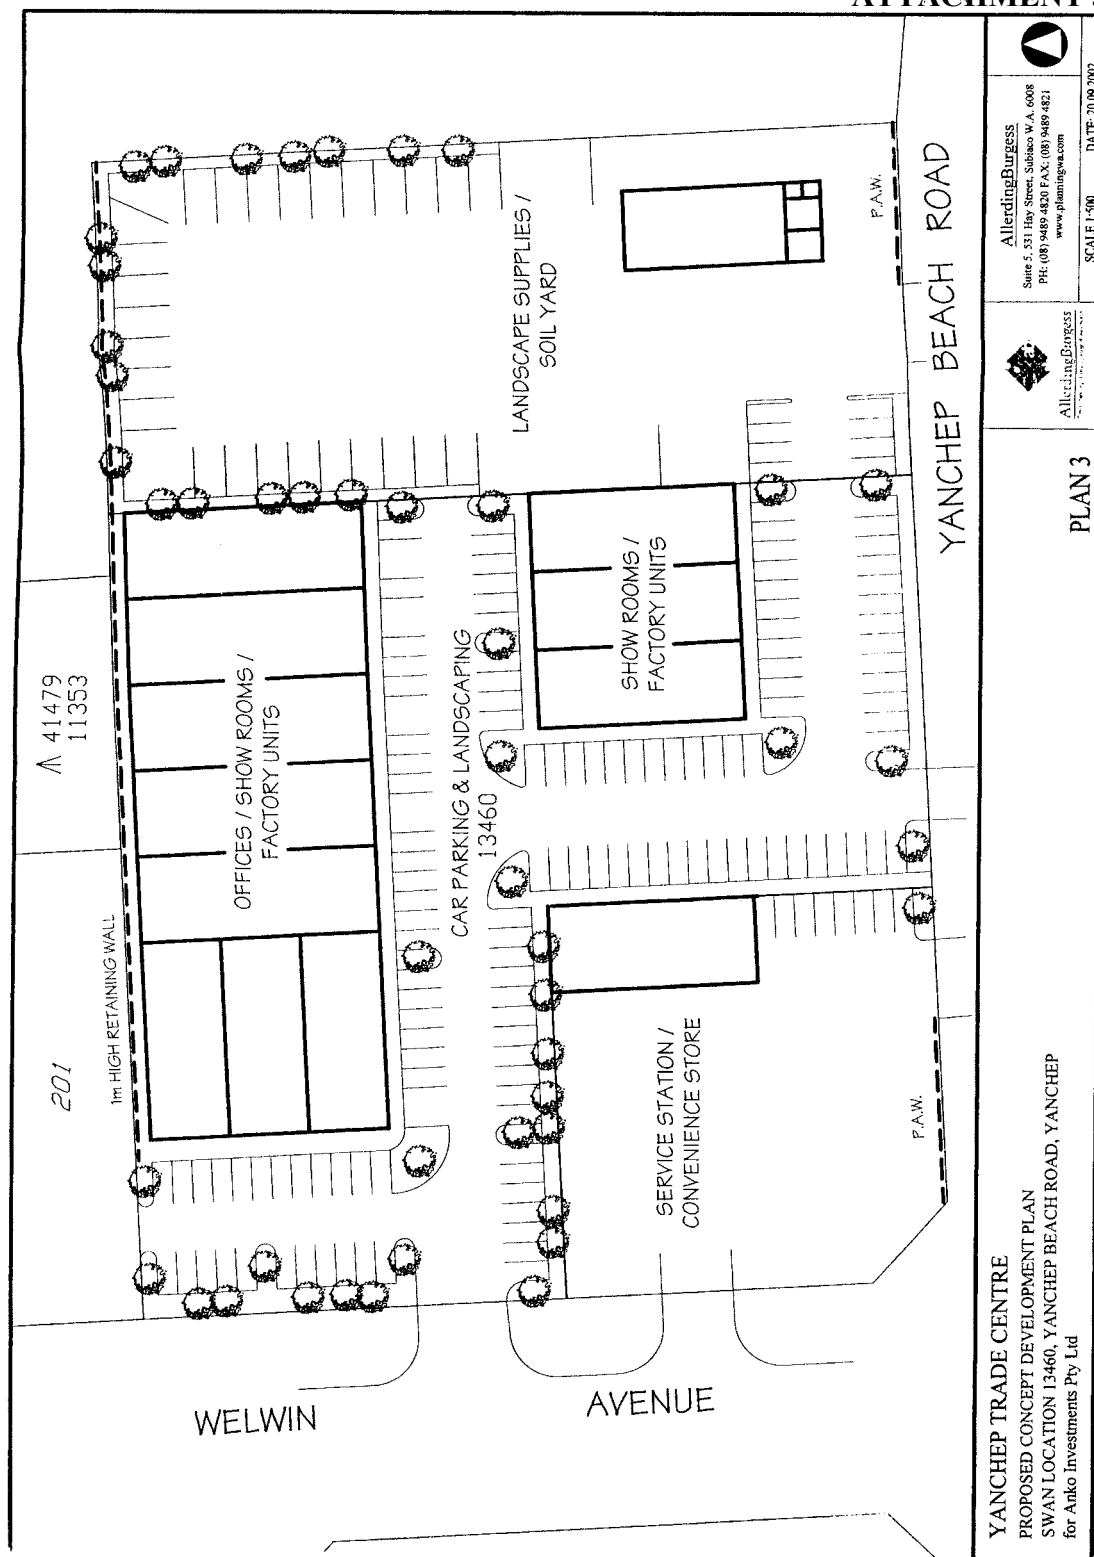 201
Λ 41479
11353
1m HIGH RETAINING WALL
OFFICES / SHOW ROOMS /
FACTORY UNITS
CAR PARKING & LANDSCAPING
13460
LANDSCAPE SUPPLIES /
SOIL YARD
SHOW ROOMS /
FACTORY UNITS
SERVICE STATION /
CONVENIENCE STORE
P.A.W.
P.A.W.
YANCHEP BEACH ROAD
WELWIN AVENUE
YANCHEP TRADE CENTRE
PROPOSED CONCEPT DEVELOPMENT PLAN
SWAN LOCATION 13460, YANCHEP BEACH ROAD, YANCHEP
for Anko Investments Pty Ltd
PLAN 3
AllerdingBurgess
AllerdingBurgess
Suite 5, 531 Hay Street, Subiaco W.A. 6008
PH: (08) 9489 4820 FAX: (08) 9489 4821
www.planningwa.com
SCALE 1:500 DATE: 20.09.2002
ATTACHMENT